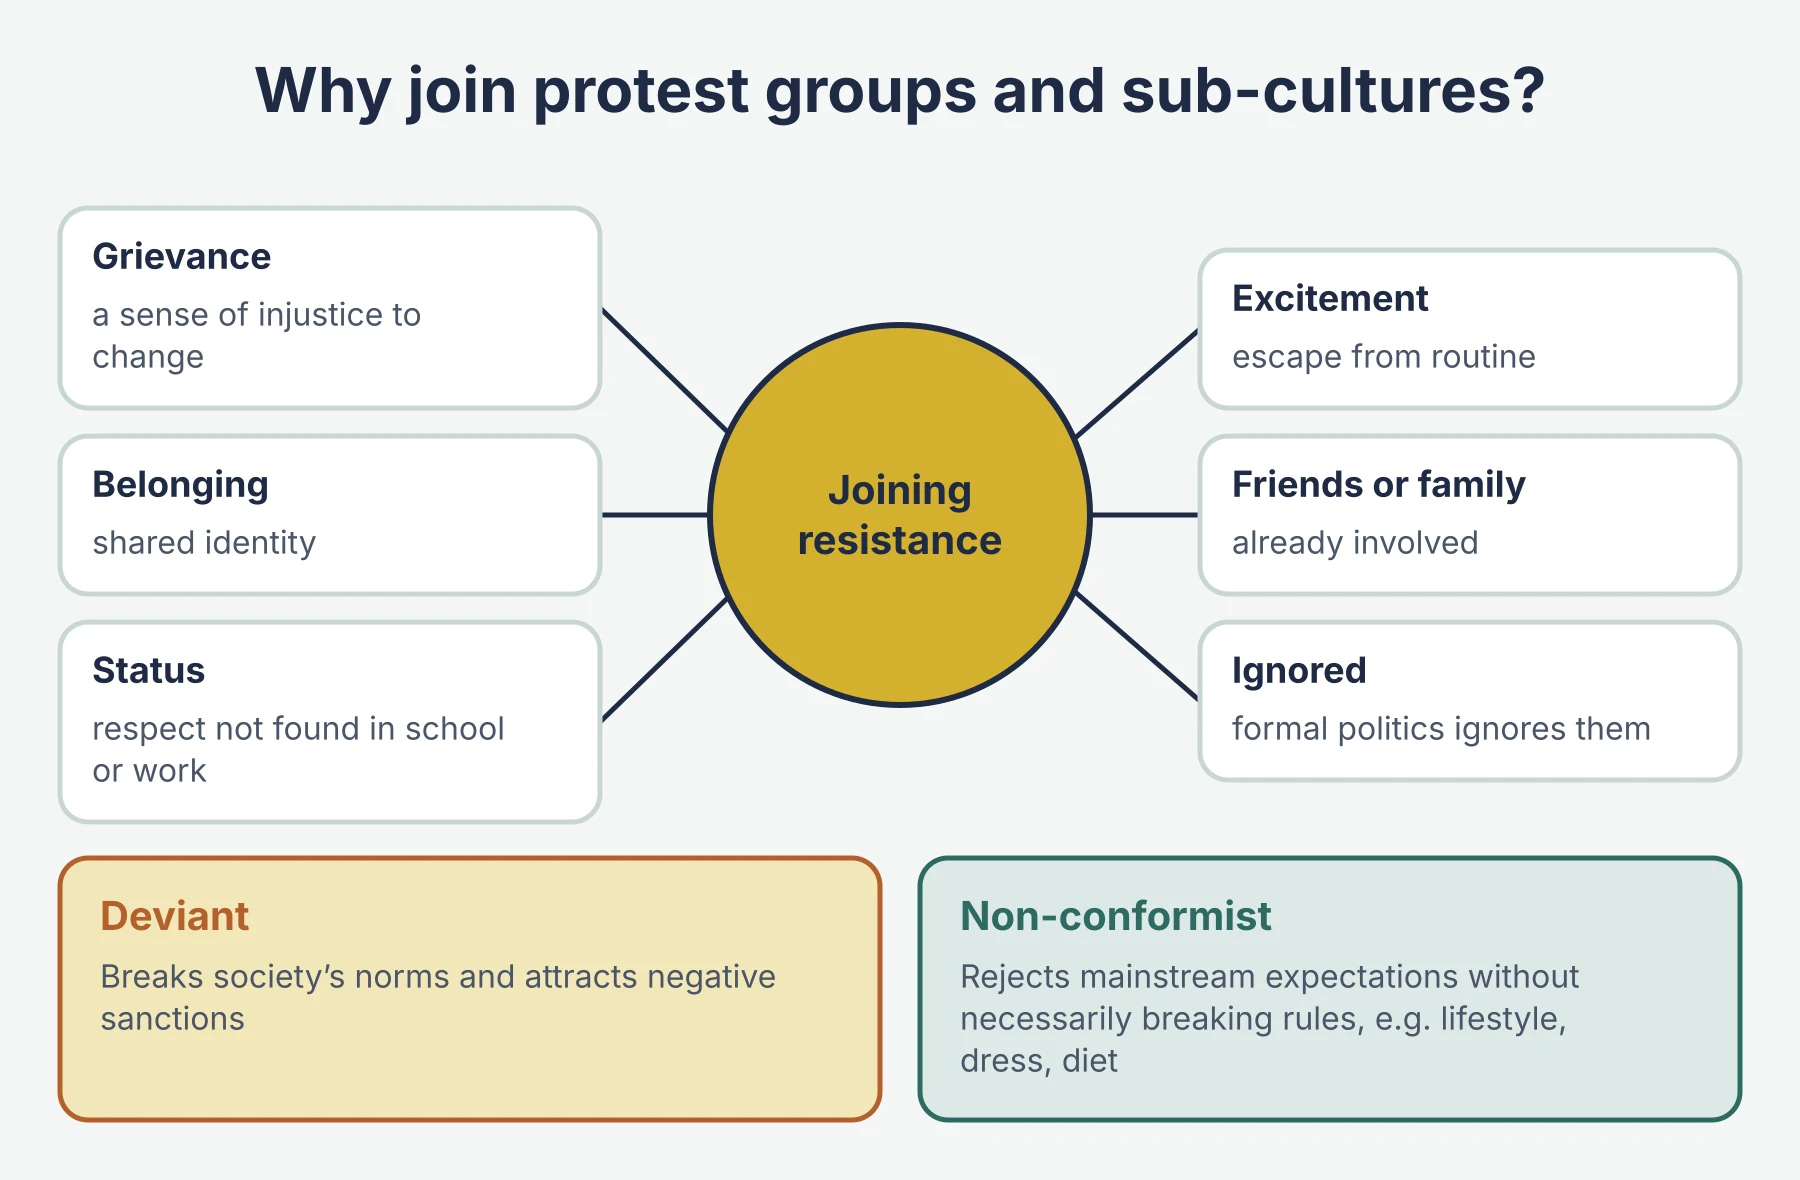 Why join protest groups and sub-cultures?
Grievance
a sense of injustice to
change
Belonging
shared identity
Status
respect not found in school
or work
Joining
resistance
Excitement
escape from routine
Friends or family
already involved
Ignored
formal politics ignores them
Deviant
Breaks society’s norms and attracts negative
sanctions
Non-conformist
Rejects mainstream expectations without
necessarily breaking rules, e.g. lifestyle,
dress, diet